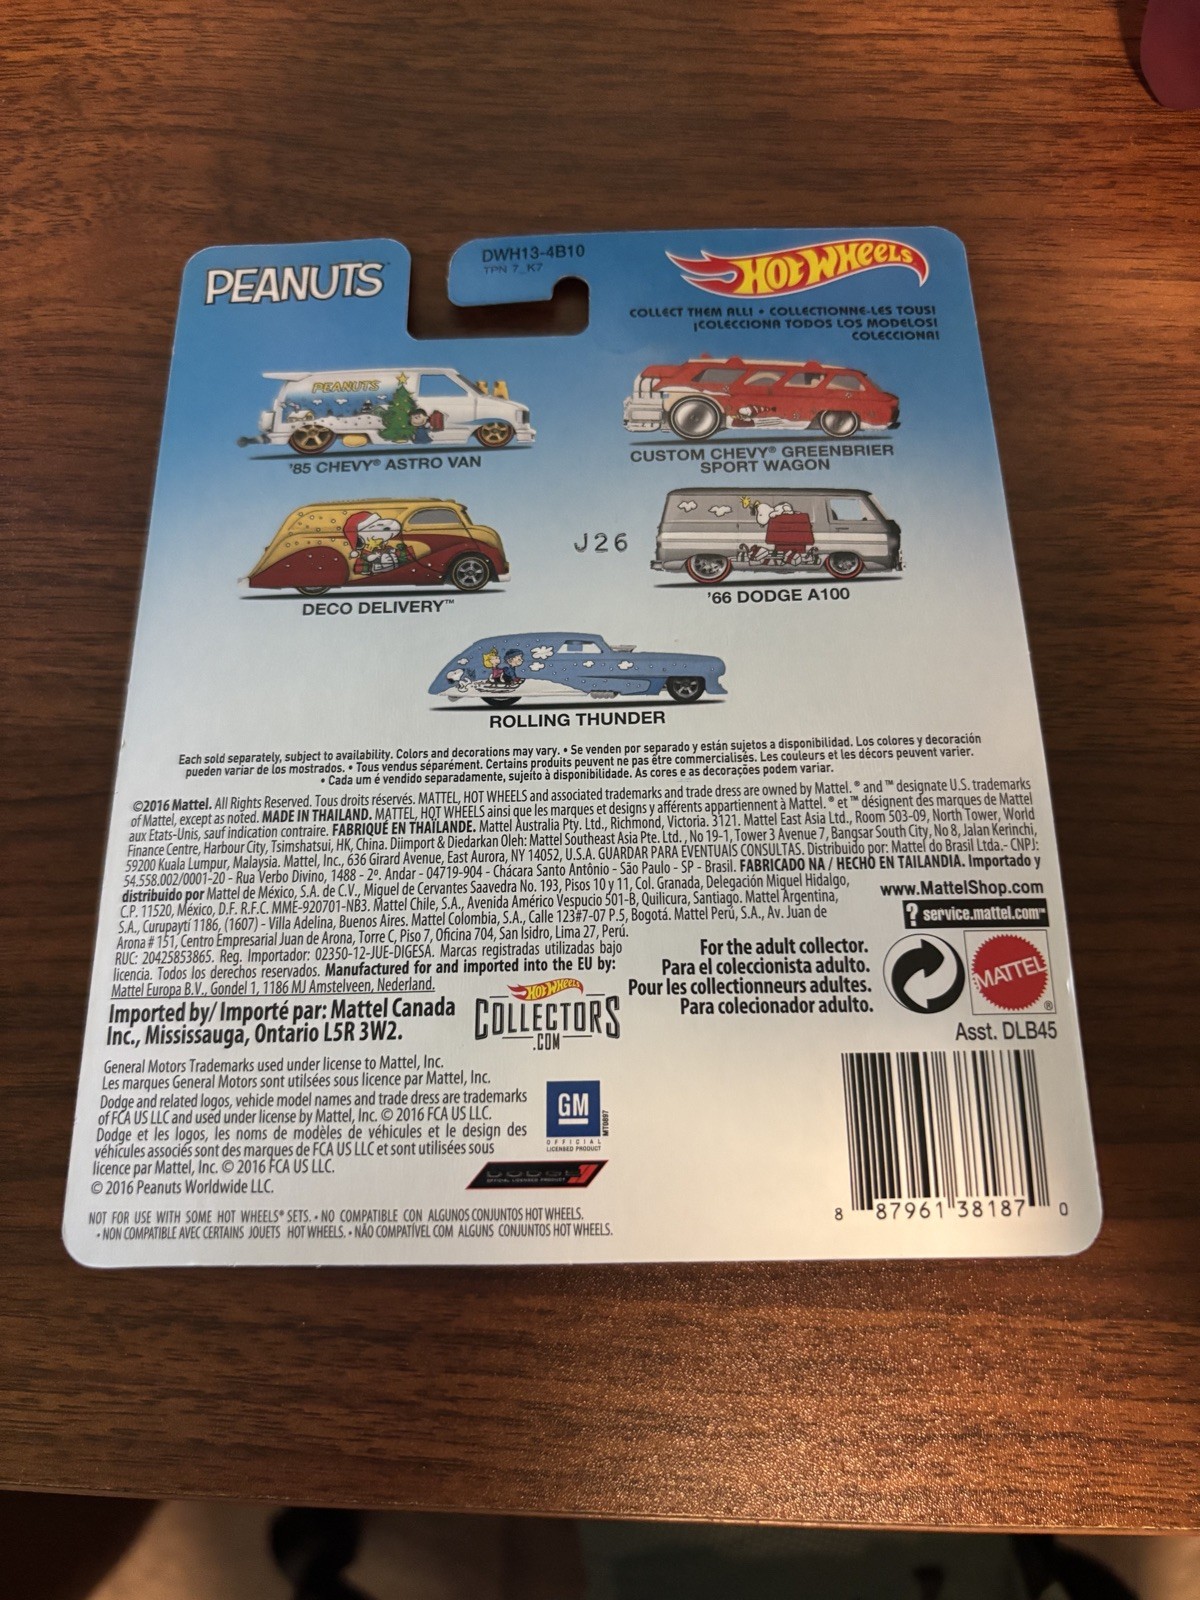 PEANUTS
DWH13-4B10
TPN 7_K7
HOT WHEELS
COLLECT THEM ALL! • COLLECTIONNE-LES TOUS!
¡COLECCIONA TODOS LOS MODELOS!
COLECCIONA!
PEANUTS
'85 CHEVY® ASTRO VAN
CUSTOM CHEVY® GREENBRIER
SPORT WAGON
DECO DELIVERY™
J26
'66 DODGE A100
ROLLING THUNDER
Each sold separately, subject to availability. Colors and decorations may vary. • Se venden por separado y están sujetos a disponibilidad. Los colores y decoración
pueden variar de los mostrados. • Tous vendus séparément. Certains produits peuvent ne pas être commercialisés. Les couleurs et les décors peuvent varier.
• Cada um é vendido separadamente, sujeito à disponibilidade. As cores e as decorações podem variar.
©2016 Mattel. All Rights Reserved. Tous droits réservés. MATTEL, HOT WHEELS and associated trademarks and trade dress are owned by Mattel. ® and ™ designate U.S. trademarks
of Mattel, except as noted. MADE IN THAILAND. MATTEL, HOT WHEELS ainsi que les marques et designs y afférents appartiennent à Mattel. ® et ™ désignent des marques de Mattel
aux États-Unis, sauf indication contraire. FABRIQUÉ EN THAÏLANDE. Mattel Australia Pty. Ltd., Richmond, Victoria. 3121. Mattel East Asia Ltd., Room 503-09, North Tower, World
Finance Centre, Harbour City, Tsimshatsui, HK, China. Diimport & Diedarkan Oleh: Mattel Southeast Asia Pte. Ltd., No 19-1, Tower 3 Avenue 7, Bangsar South City, No 8, Jalan Kerinchi,
59200 Kuala Lumpur, Malaysia. Mattel, Inc., 636 Girard Avenue, East Aurora, NY 14052, U.S.A. GUARDAR PARA EVENTUAIS CONSULTAS. Distribuido por: Mattel do Brasil Ltda.- CNPJ:
54.558.002/0001-20 - Rua Verbo Divino, 1488 - 2º. Andar - 04719-904 - Chácara Santo Antônio - São Paulo - SP - Brasil. FABRICADO NA / HECHO EN TAILANDIA. Importado y
distribuido por Mattel de México, S.A. de C.V., Miguel de Cervantes Saavedra No. 193, Pisos 10 y 11, Col. Granada, Delegación Miguel Hidalgo,
C.P. 11520, México, D.F. R.F.C. MME-920701-NB3. Mattel Chile, S.A., Avenida Américo Vespucio 501-B, Quilicura, Santiago. Mattel Argentina,
S.A., Curupaytí 1186, (1607) - Villa Adelina, Buenos Aires. Mattel Colombia, S.A., Calle 123#7-07 P.5, Bogotá. Mattel Perú, S.A., Av. Juan de
Arona # 151, Centro Empresarial Juan de Arona, Torre C, Piso 7, Oficina 704, San Isidro, Lima 27, Perú.
RUC: 20425853865. Reg. Importador: 02350-12-JUE-DIGESA. Marcas registradas utilizadas bajo
licencia. Todos los derechos reservados. Manufactured for and imported into the EU by:
Mattel Europa B.V., Gondel 1, 1186 MJ Amstelveen, Nederland.
www.MattelShop.com
? service.mattel.com™
For the adult collector.
Para el coleccionista adulto.
Pour les collectionneurs adultes.
Para colecionador adulto.
MATTEL®
Imported by/ Importé par: Mattel Canada
Inc., Mississauga, Ontario L5R 3W2.
HOT WHEELS
COLLECTORS
.COM
Asst. DLB45
General Motors Trademarks used under license to Mattel, Inc.
Les marques General Motors sont utilsées sous licence par Mattel, Inc.
Dodge and related logos, vehicle model names and trade dress are trademarks
of FCA US LLC and used under license by Mattel, Inc. © 2016 FCA US LLC.
Dodge et les logos, les noms de modèles de véhicules et le design des
véhicules associés sont des marques de FCA US LLC et sont utilisées sous
licence par Mattel, Inc. © 2016 FCA US LLC.
© 2016 Peanuts Worldwide LLC.
GM
OFFICIAL
LICENSED PRODUCT
MT0897
DODGE
OFFICIAL LICENSED PRODUCT
NOT FOR USE WITH SOME HOT WHEELS® SETS. • NO COMPATIBLE CON ALGUNOS CONJUNTOS HOT WHEELS.
• NON COMPATIBLE AVEC CERTAINS JOUETS HOT WHEELS. • NÃO COMPATÍVEL COM ALGUNS CONJUNTOS HOT WHEELS.
8 87961 38187 0